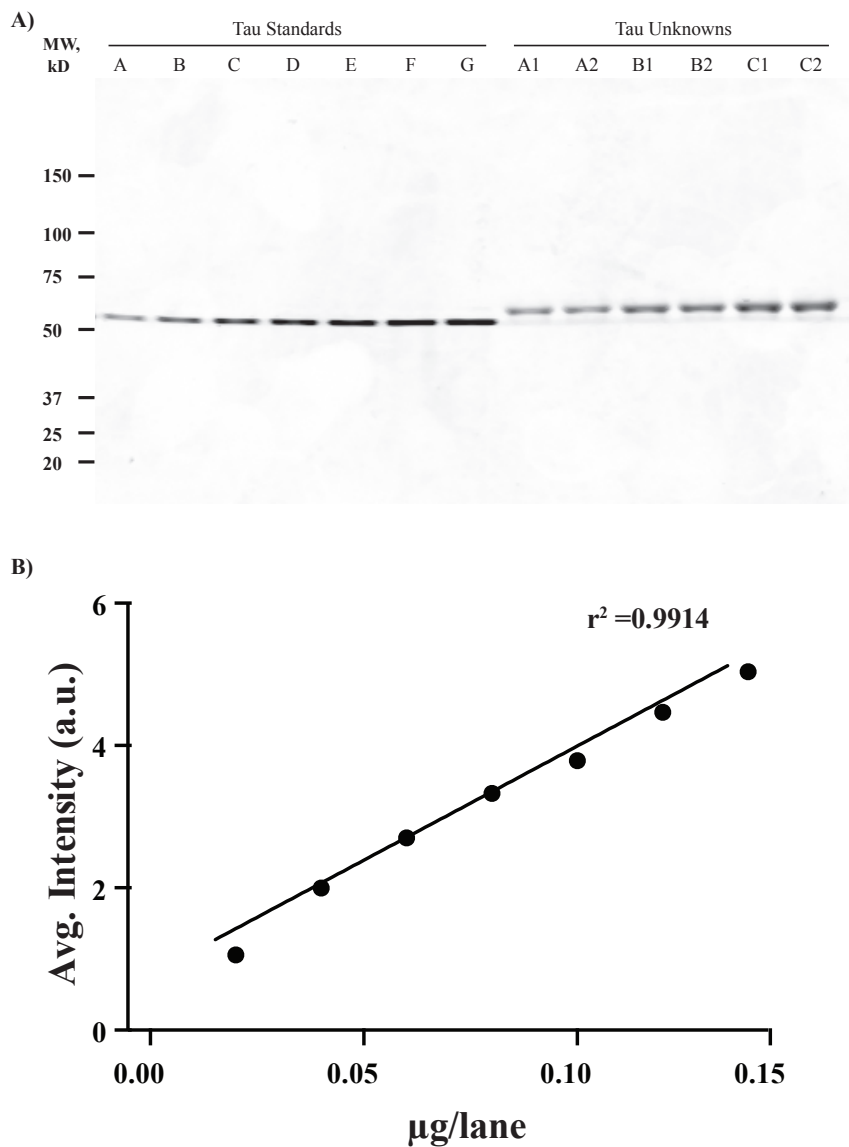 A)
Tau Standards Tau Unknowns
MW,
kD A B C D E F G A1 A2 B1 B2 C1 C2
150
100
75
50
37
25
20
B)
6
r² =0.9914
4
2
0
Avg. Intensity (a.u.)
0.00 0.05 0.10 0.15
µg/lane